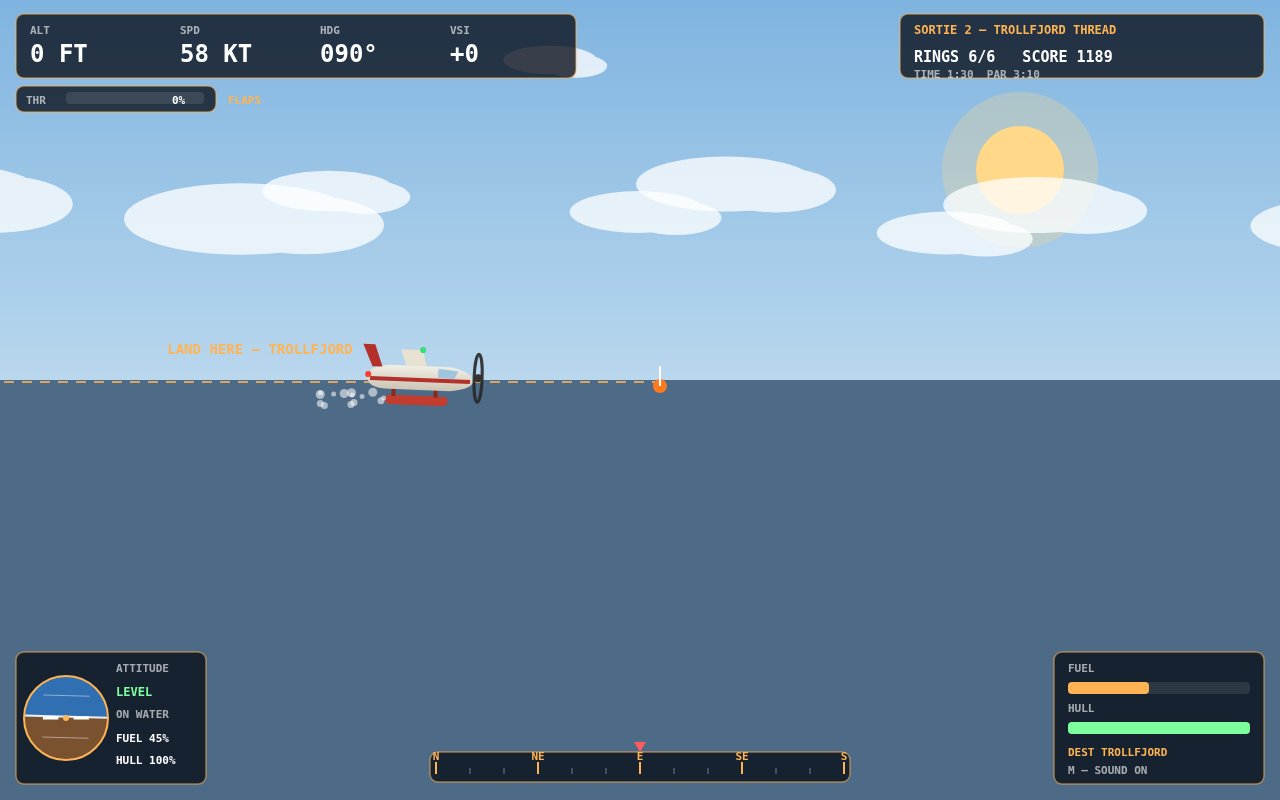 ALT SPD HDG VSI
0 FT 58 KT 090° +0
THR 0% FLAPS
SORTIE 2 — TROLLFJORD THREAD
RINGS 6/6 SCORE 1189
TIME 1:30 PAR 3:10
LAND HERE — TROLLFJORD
ATTITUDE
LEVEL
ON WATER
FUEL 45%
HULL 100%
N NE E SE S
FUEL
HULL
DEST TROLLFJORD
M — SOUND ON